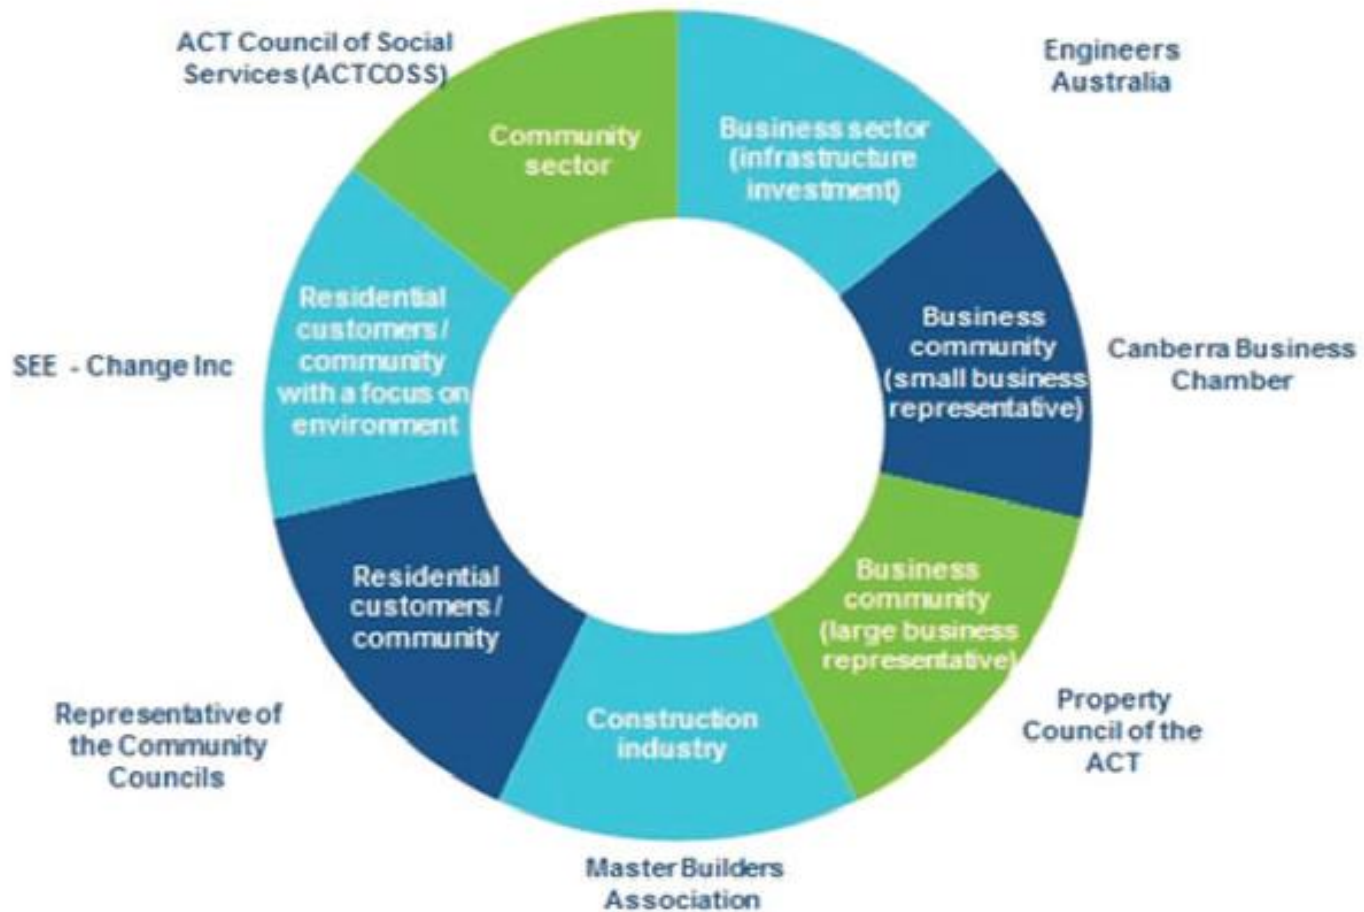 ACT Council of Social
Services (ACTCOSS)
Community
sector
Business sector
(infrastructure
investment)
Engineers
Australia
Business
community
(small business
representative)
Canberra Business
Chamber
Business
community
(large business
representative)
Property
Council of the
ACT
Construction
industry
Master Builders
Association
Residential
customers/
community
Representative of
the Community
Councils
Residential
customers/
community
with a focus on
environment
SEE - Change Inc